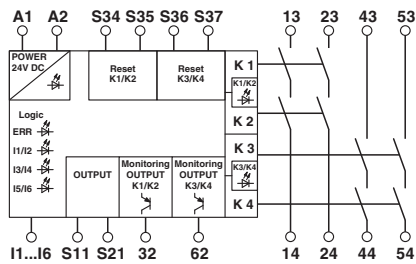 A1 A2 S34 S35 S36 S37 13 23 43 53
POWER
24V DC
Reset
K1/K2
Reset
K3/K4
K 1
K1/K2
K 2
K 3
K3/K4
K 4
Logic
ERR
I1/I2
I3/I4
I5/I6
OUTPUT
Monitoring
OUTPUT
K1/K2
Monitoring
OUTPUT
K3/K4
I1...I6 S11 S21 32 62 14 24 44 54